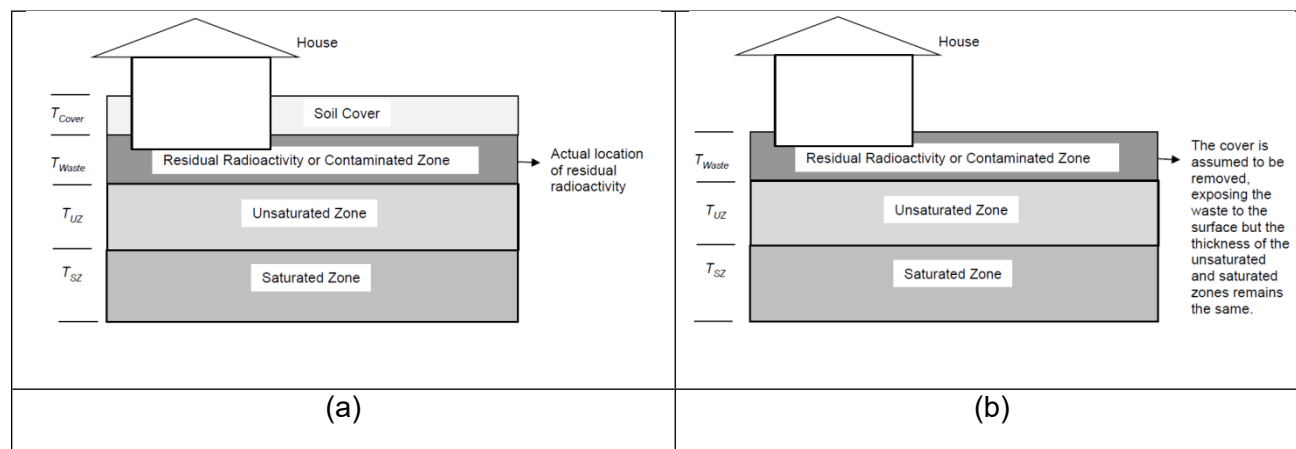 House
T_Cover
Soil Cover
T_Waste
Residual Radioactivity or Contaminated Zone
Actual location
of residual
radioactivity
T_UZ
Unsaturated Zone
T_SZ
Saturated Zone
(a)
House
T_Waste
Residual Radioactivity or Contaminated Zone
The cover is
assumed to be
removed,
exposing the
waste to the
surface but the
thickness of the
unsaturated
and saturated
zones remains
the same.
T_UZ
Unsaturated Zone
T_SZ
Saturated Zone
(b)